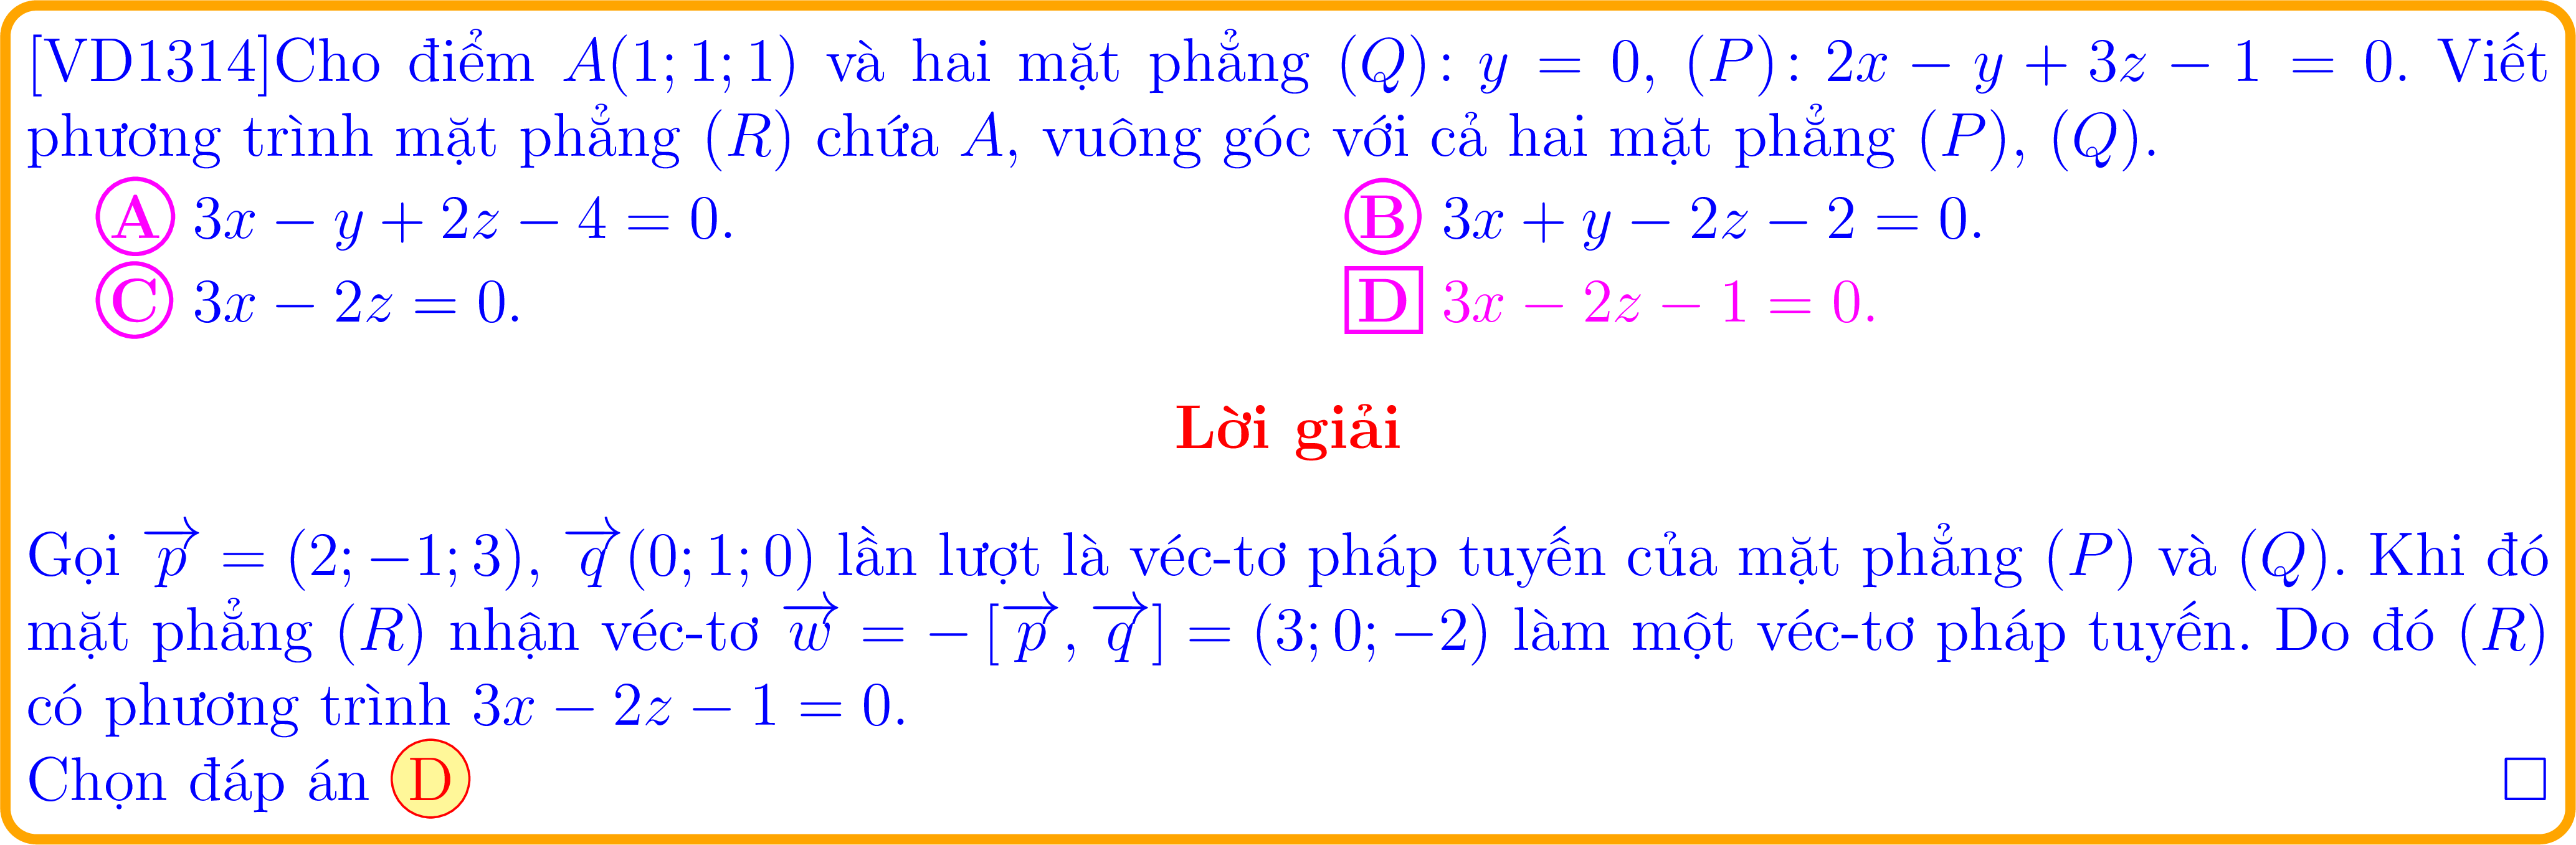 [VD1314]Cho điểm A(1; 1; 1) và hai mặt phẳng (Q): y = 0, (P): 2x − y + 3z − 1 = 0. Viết
phương trình mặt phẳng (R) chứa A, vuông góc với cả hai mặt phẳng (P), (Q).
A 3x − y + 2z − 4 = 0.
B 3x + y − 2z − 2 = 0.
C 3x − 2z = 0.
D 3x − 2z − 1 = 0.
Lời giải
Gọi $\overrightarrow{p}$ = (2; −1; 3), $\overrightarrow{q}$(0; 1; 0) lần lượt là véc-tơ pháp tuyến của mặt phẳng (P) và (Q). Khi đó
mặt phẳng (R) nhận véc-tơ $\overrightarrow{w}$ = − [$\overrightarrow{p}$, $\overrightarrow{q}$] = (3; 0; −2) làm một véc-tơ pháp tuyến. Do đó (R)
có phương trình 3x − 2z − 1 = 0.
Chọn đáp án D □